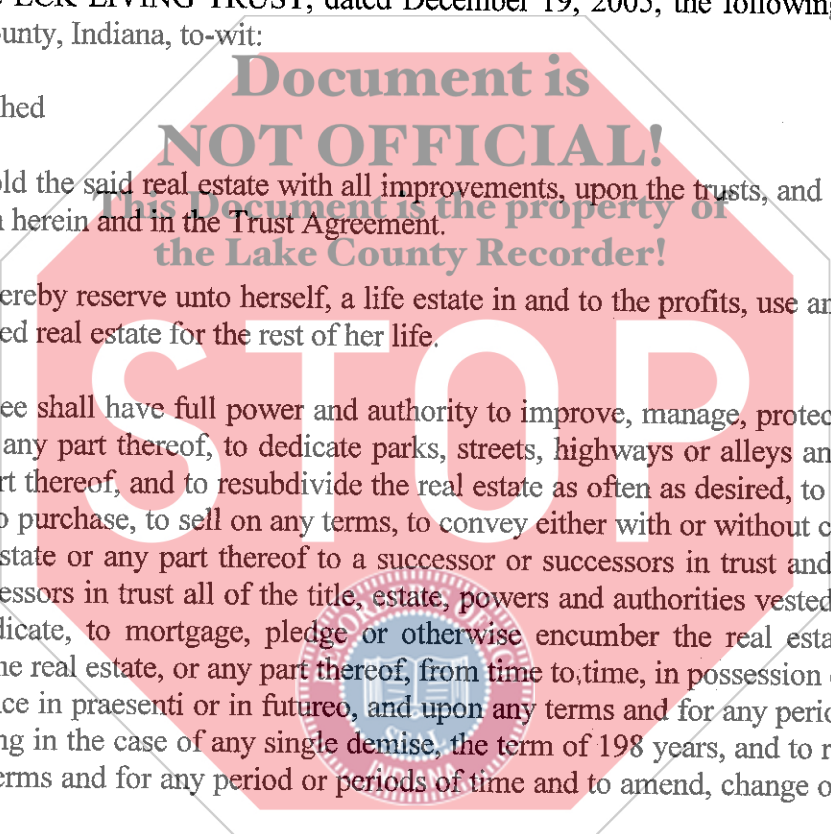 ECK LIVING TRUST, dated December 19, 2005, the following
unty, Indiana, to-wit:
Document is
hed
NOT OFFICIAL!
ld the said real estate with all improvements, upon the trusts, and
This Document is the property of
herein and in the Trust Agreement.
the Lake County Recorder!
ereby reserve unto herself, a life estate in and to the profits, use an
ed real estate for the rest of her life.
STOP
ee shall have full power and authority to improve, manage, protec
any part thereof, to dedicate parks, streets, highways or alleys an
rt thereof, and to resubdivide the real estate as often as desired, to
o purchase, to sell on any terms, to convey either with or without c
state or any part thereof to a successor or successors in trust and
essors in trust all of the title, estate, powers and authorities vested
dicate, to mortgage, pledge or otherwise encumber the real esta
ne real estate, or any part thereof, from time to time, in possession
ce in praesenti or in futureo, and upon any terms and for any perio
SEAL
ng in the case of any single demise, the term of 198 years, and to r
INDIANA
erms and for any period or periods of time and to amend, change o